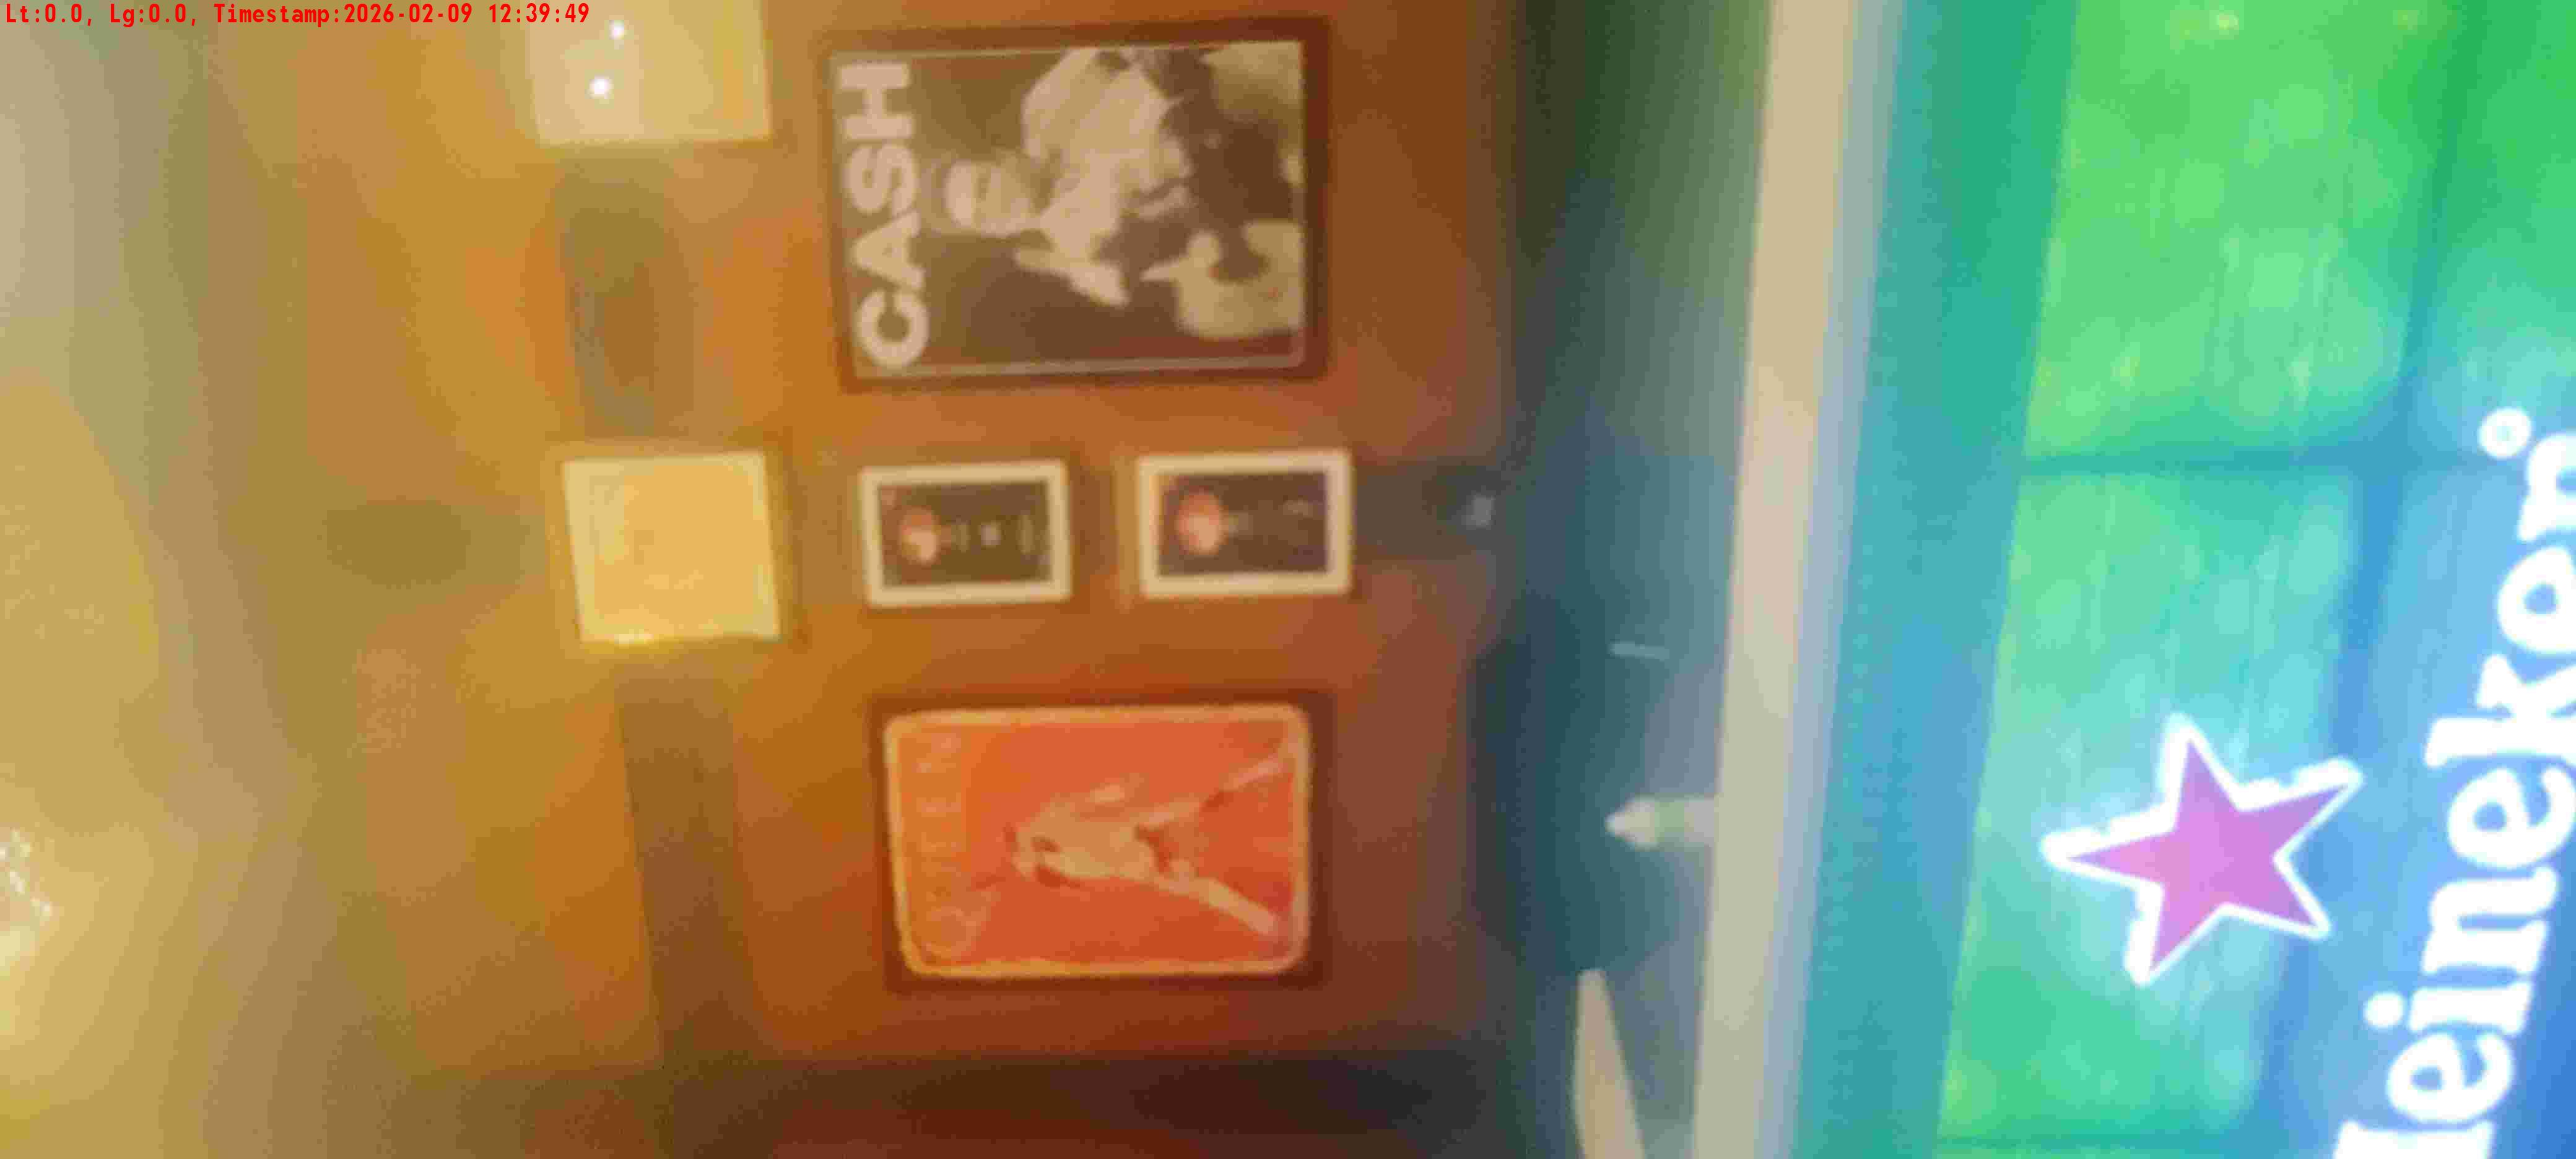 Lt:0.0, Lg:0.0, Timestamp:2026-02-09 12:39:49
CASH
Heineken